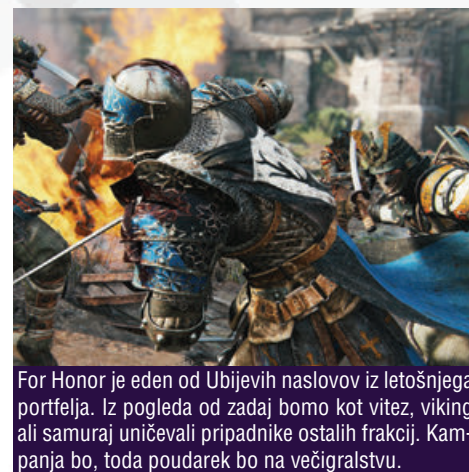 For Honor je eden od Ubijevih naslovov iz letošnjega
portfelja. Iz pogleda od zadaj bomo kot vitez, viking
ali samuraj uničevali pripadnike ostalih frakcij. Kam-
panja bo, toda poudarek bo na večigralstvu.